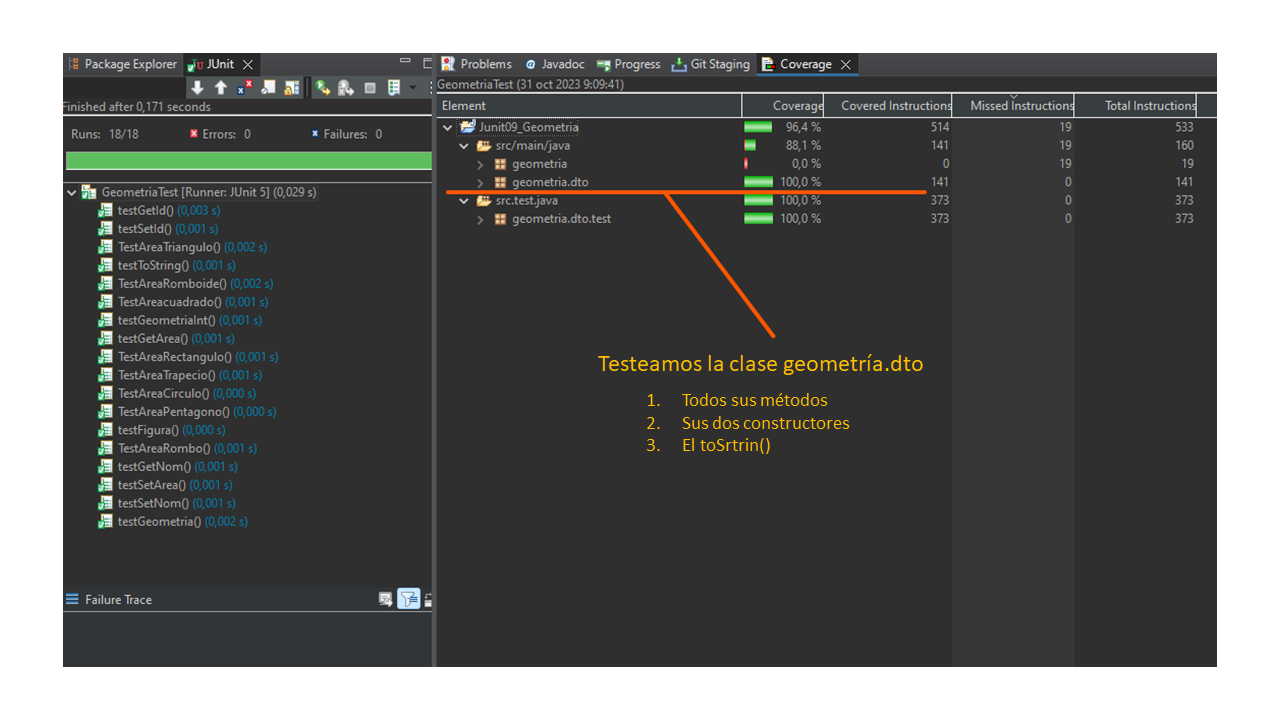 Package Explorer JUnit
Finished after 0,171 seconds
Runs: 18/18 Errors: 0 Failures: 0
GeometriaTest [Runner: JUnit 5] (0,029 s)
testGetId() (0,003 s)
testSetId() (0,001 s)
TestAreaTriangulo() (0,002 s)
testToString() (0,001 s)
TestAreaRomboide() (0,002 s)
TestAreacuadrado() (0,001 s)
testGeometriaInt() (0,001 s)
testGetArea() (0,001 s)
TestAreaRectangulo() (0,001 s)
TestAreaTrapecio() (0,001 s)
TestAreaCirculo() (0,000 s)
TestAreaPentagono() (0,000 s)
testFigura() (0,000 s)
TestAreaRombo() (0,001 s)
testGetNom() (0,001 s)
testSetArea() (0,001 s)
testSetNom() (0,001 s)
testGeometria() (0,002 s)
Failure Trace
Problems Javadoc Progress Git Staging Coverage
GeometriaTest (31 oct 2023 9:09:41)
Element Coverage Covered Instructions Missed Instructions Total Instructions
Junit09_Geometria 96,4 % 514 19 533
src/main/java 88,1 % 141 19 160
geometria 0,0 % 0 19 19
geometria.dto 100,0 % 141 0 141
src.test.java 100,0 % 373 0 373
geometria.dto.test 100,0 % 373 0 373
Testeamos la clase geometría.dto
1. Todos sus métodos
2. Sus dos constructores
3. El toSrtrin()